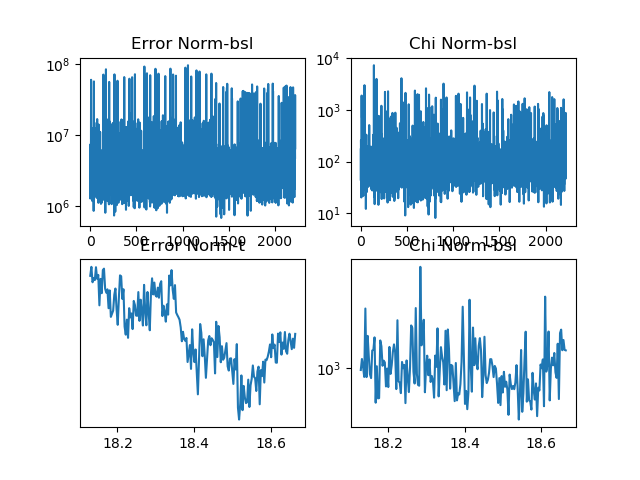 Error Norm-bsl
Chi Norm-bsl
10^8
10^7
10^6
0 500 1000 1500 2000
10^4
10^3
10^2
10^1
0 500 1000 1500 2000
Error Norm-t
Chi Norm-bsl
18.2 18.4 18.6
10^3
18.2 18.4 18.6